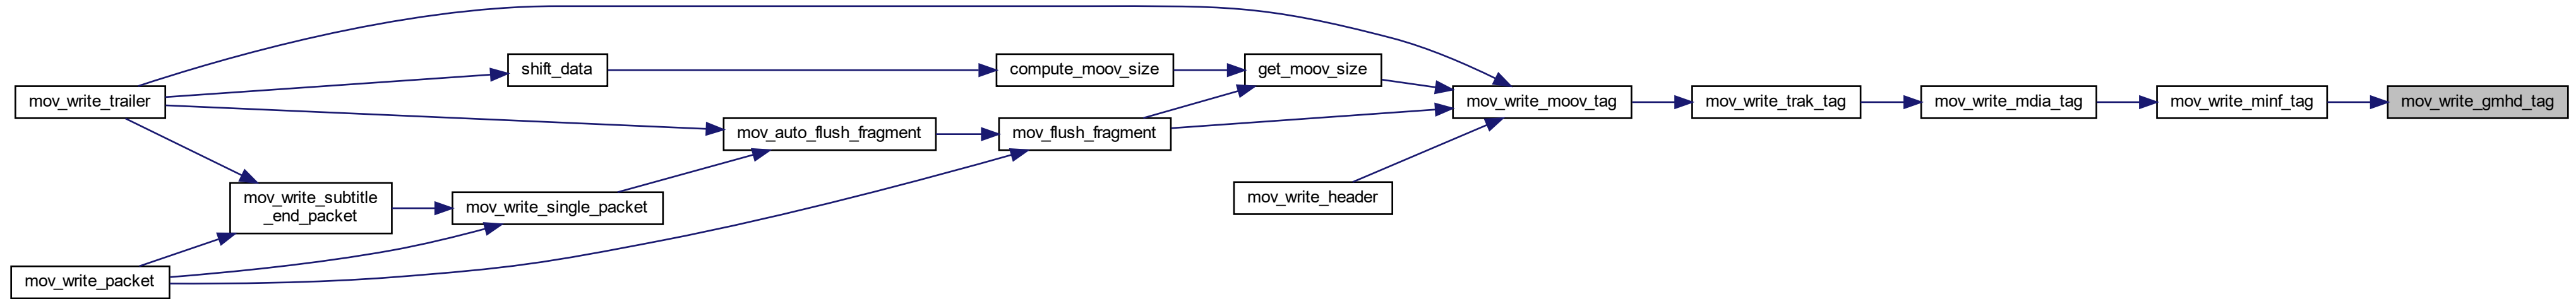 mov_write_trailer
shift_data
compute_moov_size
get_moov_size
mov_write_moov_tag
mov_write_trak_tag
mov_write_mdia_tag
mov_write_minf_tag
mov_write_gmhd_tag
mov_auto_flush_fragment
mov_flush_fragment
mov_write_subtitle
_end_packet
mov_write_single_packet
mov_write_header
mov_write_packet